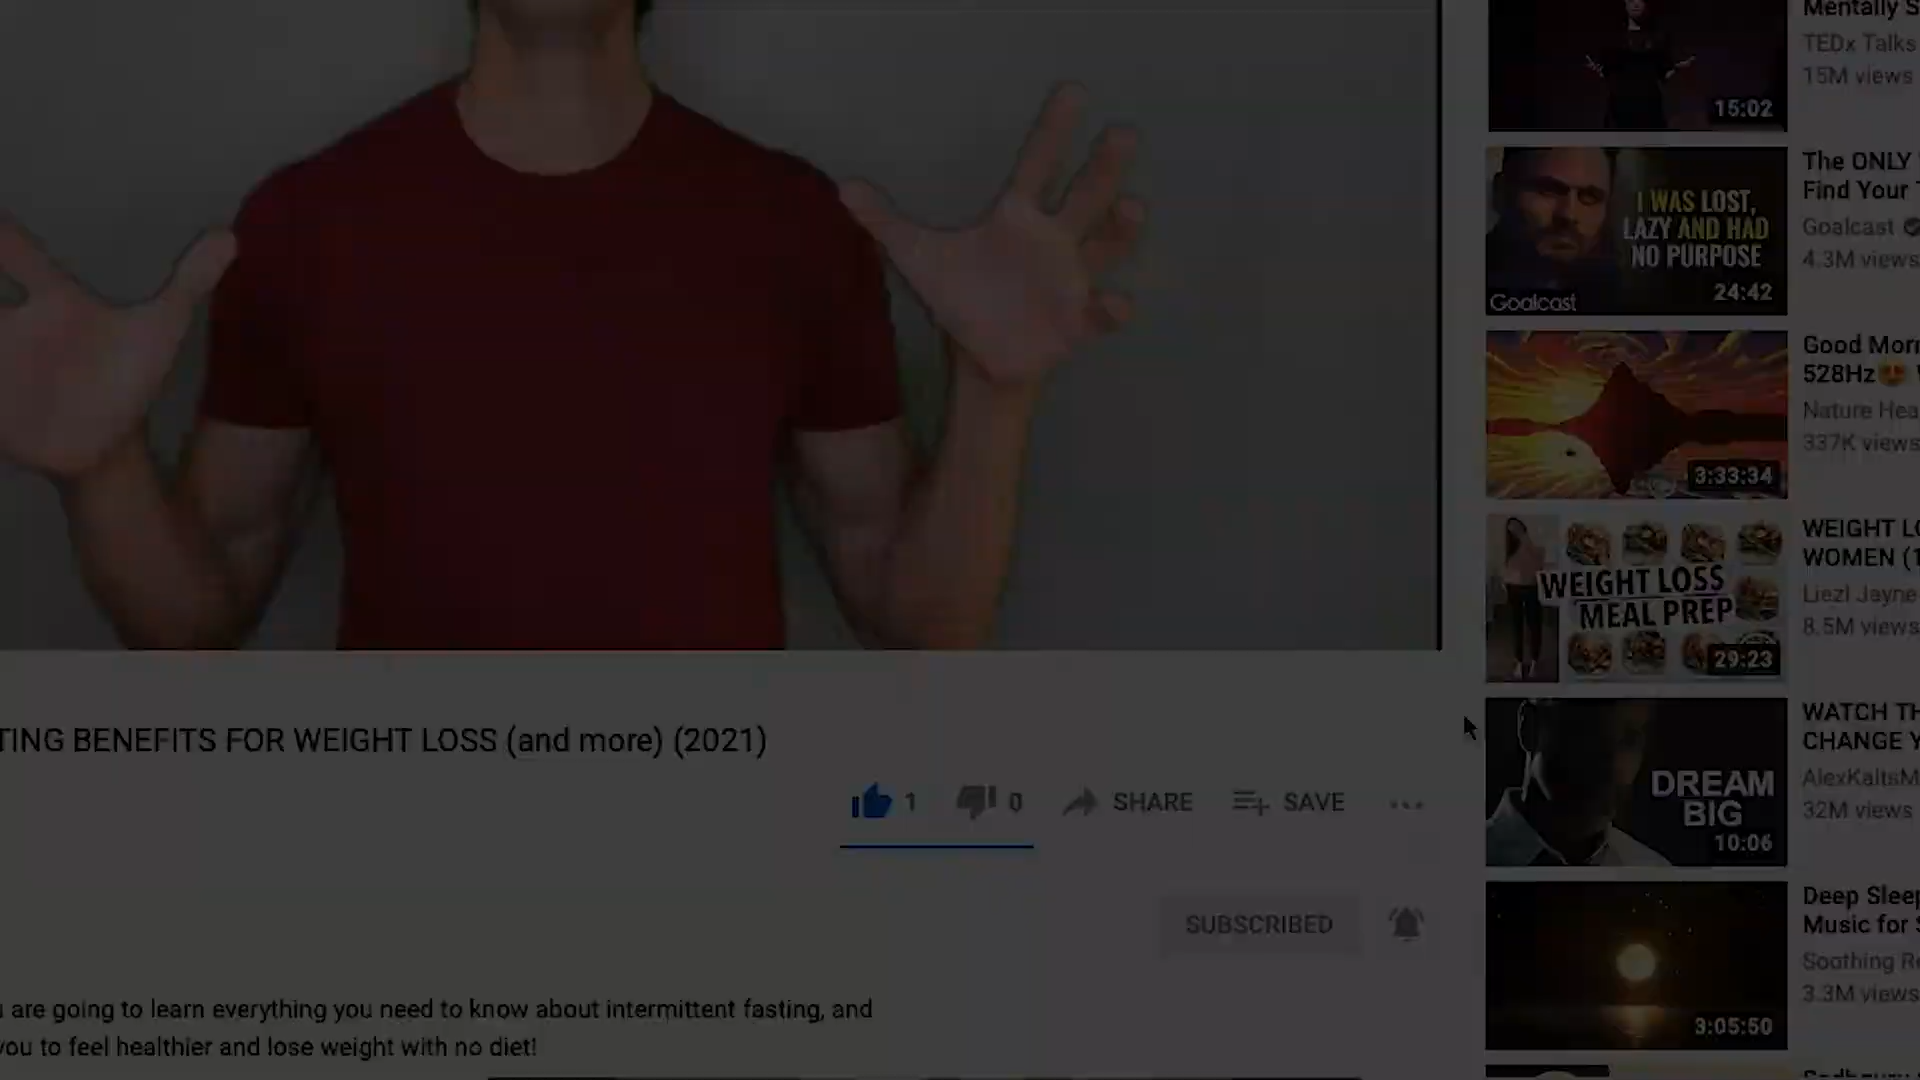 TING BENEFITS FOR WEIGHT LOSS (and more) (2021)
1
0
SHARE
SAVE
SUBSCRIBED
are going to learn everything you need to know about intermittent fasting, and
you to feel healthier and lose weight with no diet!
Mentally S
TEDx Talks
15M views
15:02
The ONLY
Find Your
Goalcast
4.3M views
I WAS LOST,
LAZY AND HAD
NO PURPOSE
24:42
Goalcast
Good Morn
528Hz
Nature Hea
337K views
3:33:34
WEIGHT LO
WOMEN (1
Liezl Jayne
8.5M views
WEIGHT LOSS
MEAL PREP
29:23
WATCH TH
CHANGE Y
AlexKaltsM
32M views
DREAM
BIG
10:06
Deep Sleep
Music for S
Soothing Re
3.3M views
3:05:50